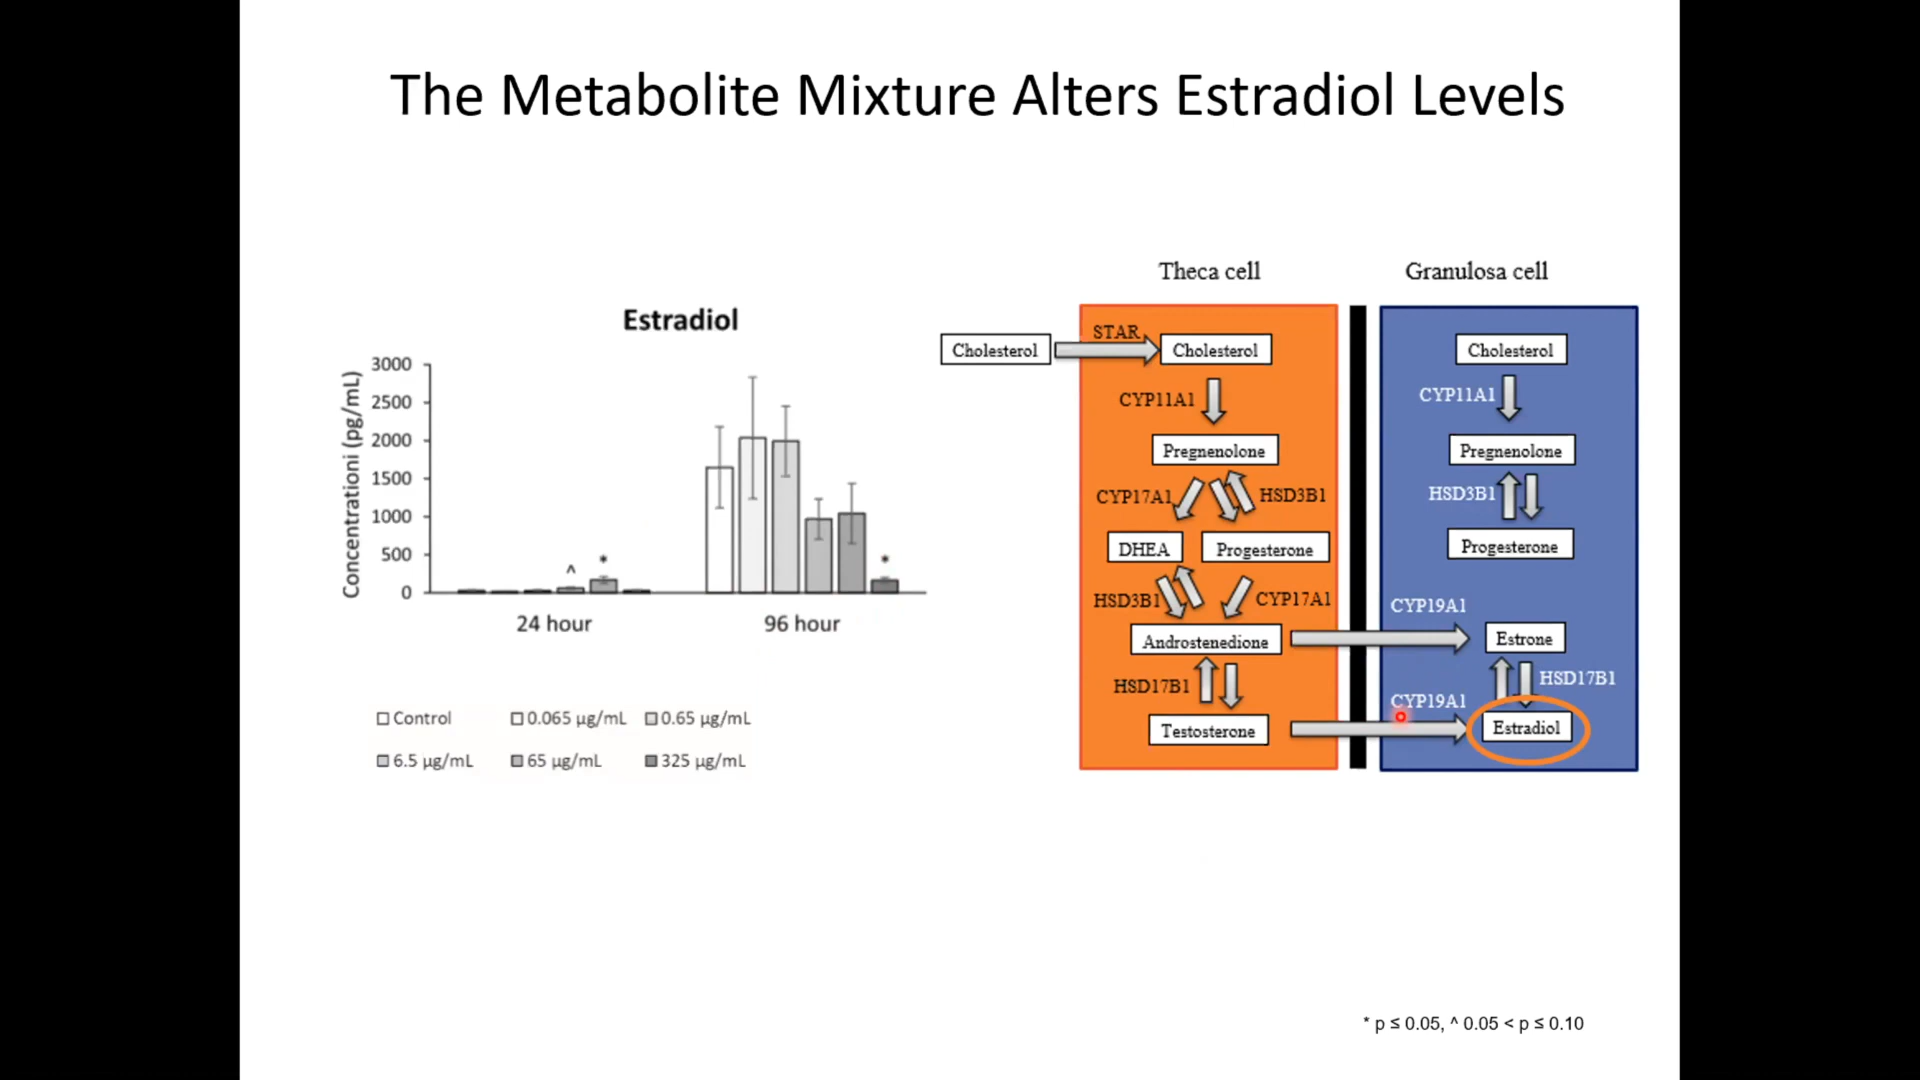 The Metabolite Mixture Alters Estradiol Levels
Estradiol
Concentrationi (pg/mL)
3000
2500
2000
1500
1000
500
0
^
*
*
24 hour
96 hour
Control
0.065 µg/mL
0.65 µg/mL
6.5 µg/mL
65 µg/mL
325 µg/mL
Theca cell
Cholesterol
STAR
Cholesterol
CYP11A1
Pregnenolone
CYP17A1
HSD3B1
DHEA
Progesterone
HSD3B1
CYP17A1
Androstenedione
HSD17B1
Testosterone
Granulosa cell
Cholesterol
CYP11A1
Pregnenolone
HSD3B1
Progesterone
CYP19A1
Estrone
HSD17B1
CYP19A1
Estradiol
* p ≤ 0.05, ^ 0.05 < p ≤ 0.10